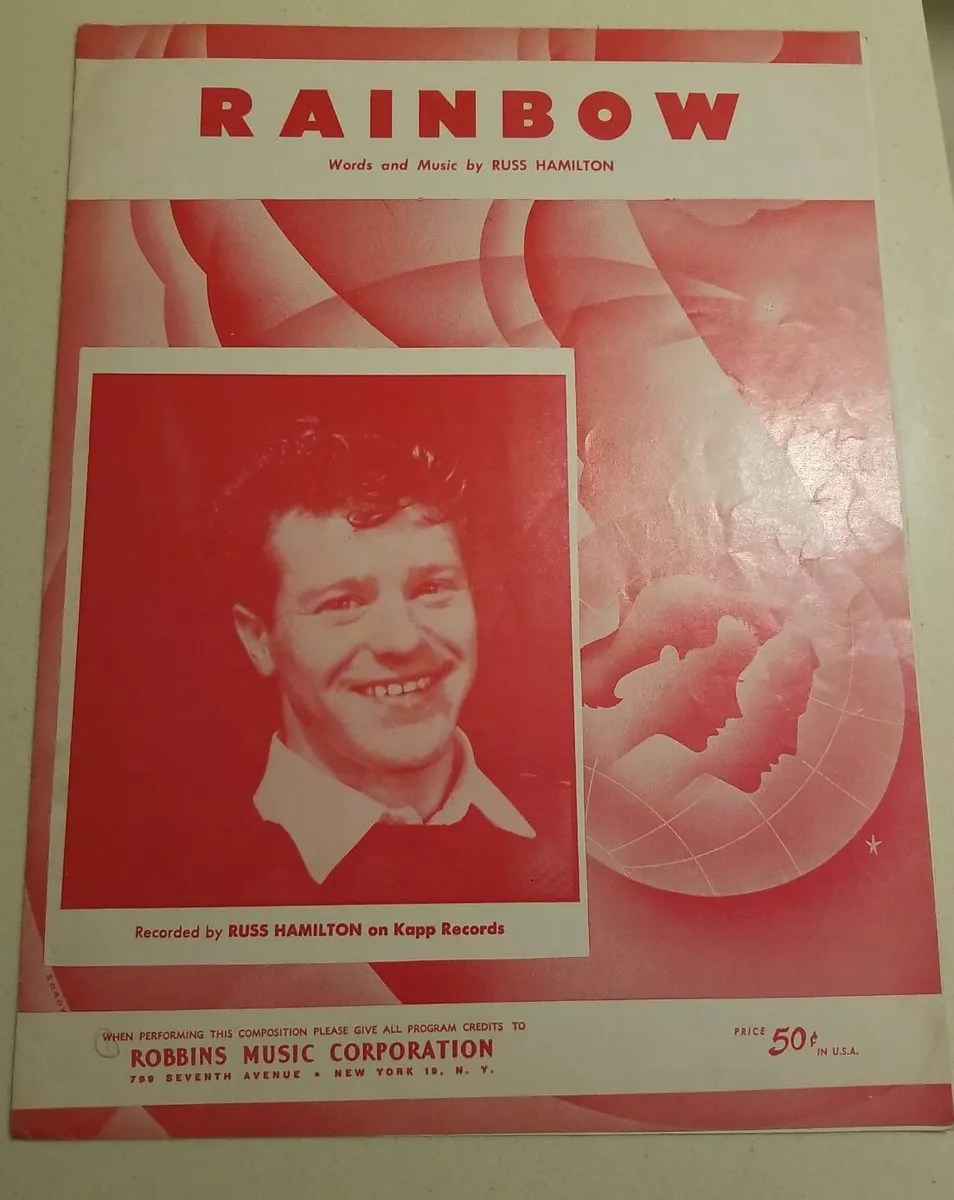 RAINBOW
Words and Music by RUSS HAMILTON
Recorded by RUSS HAMILTON on Kapp Records
WHEN PERFORMING THIS COMPOSITION PLEASE GIVE ALL PROGRAM CREDITS TO
ROBBINS MUSIC CORPORATION
799 SEVENTH AVENUE • NEW YORK 19, N. Y.
PRICE 50¢ IN U.S.A.